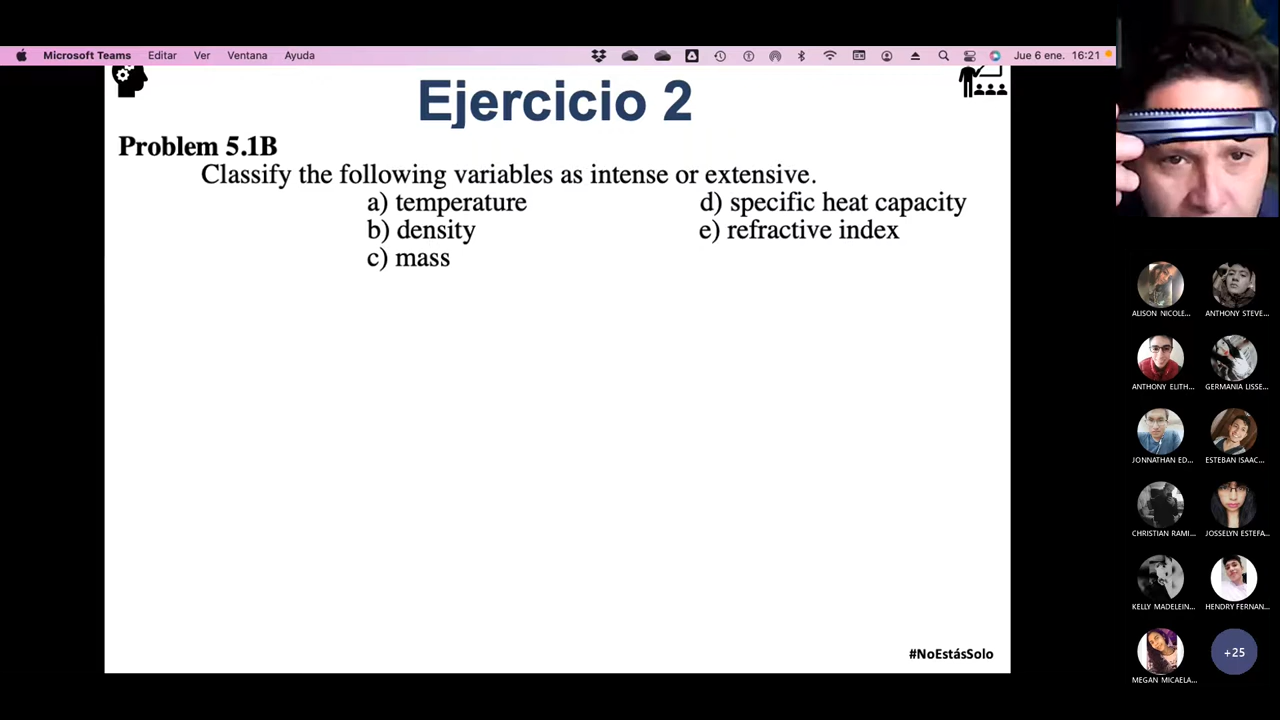 Microsoft Teams Editar Ver Ventana Ayuda Jue 6 ene. 16:21
Ejercicio 2
Problem 5.1B
Classify the following variables as intense or extensive.
a) temperature d) specific heat capacity
b) density e) refractive index
c) mass
#NoEstásSolo
ALISON NICOLE... ANTHONY STEVE...
ANTHONY ELITH... GERMANIA LISSE...
JONNATHAN ED... ESTEBAN ISAAC...
CHRISTIAN RAMI... JOSSELYN ESTEFA...
KELLY MADELEIN... HENDRY FERNAN...
MEGAN MICAELA... +25